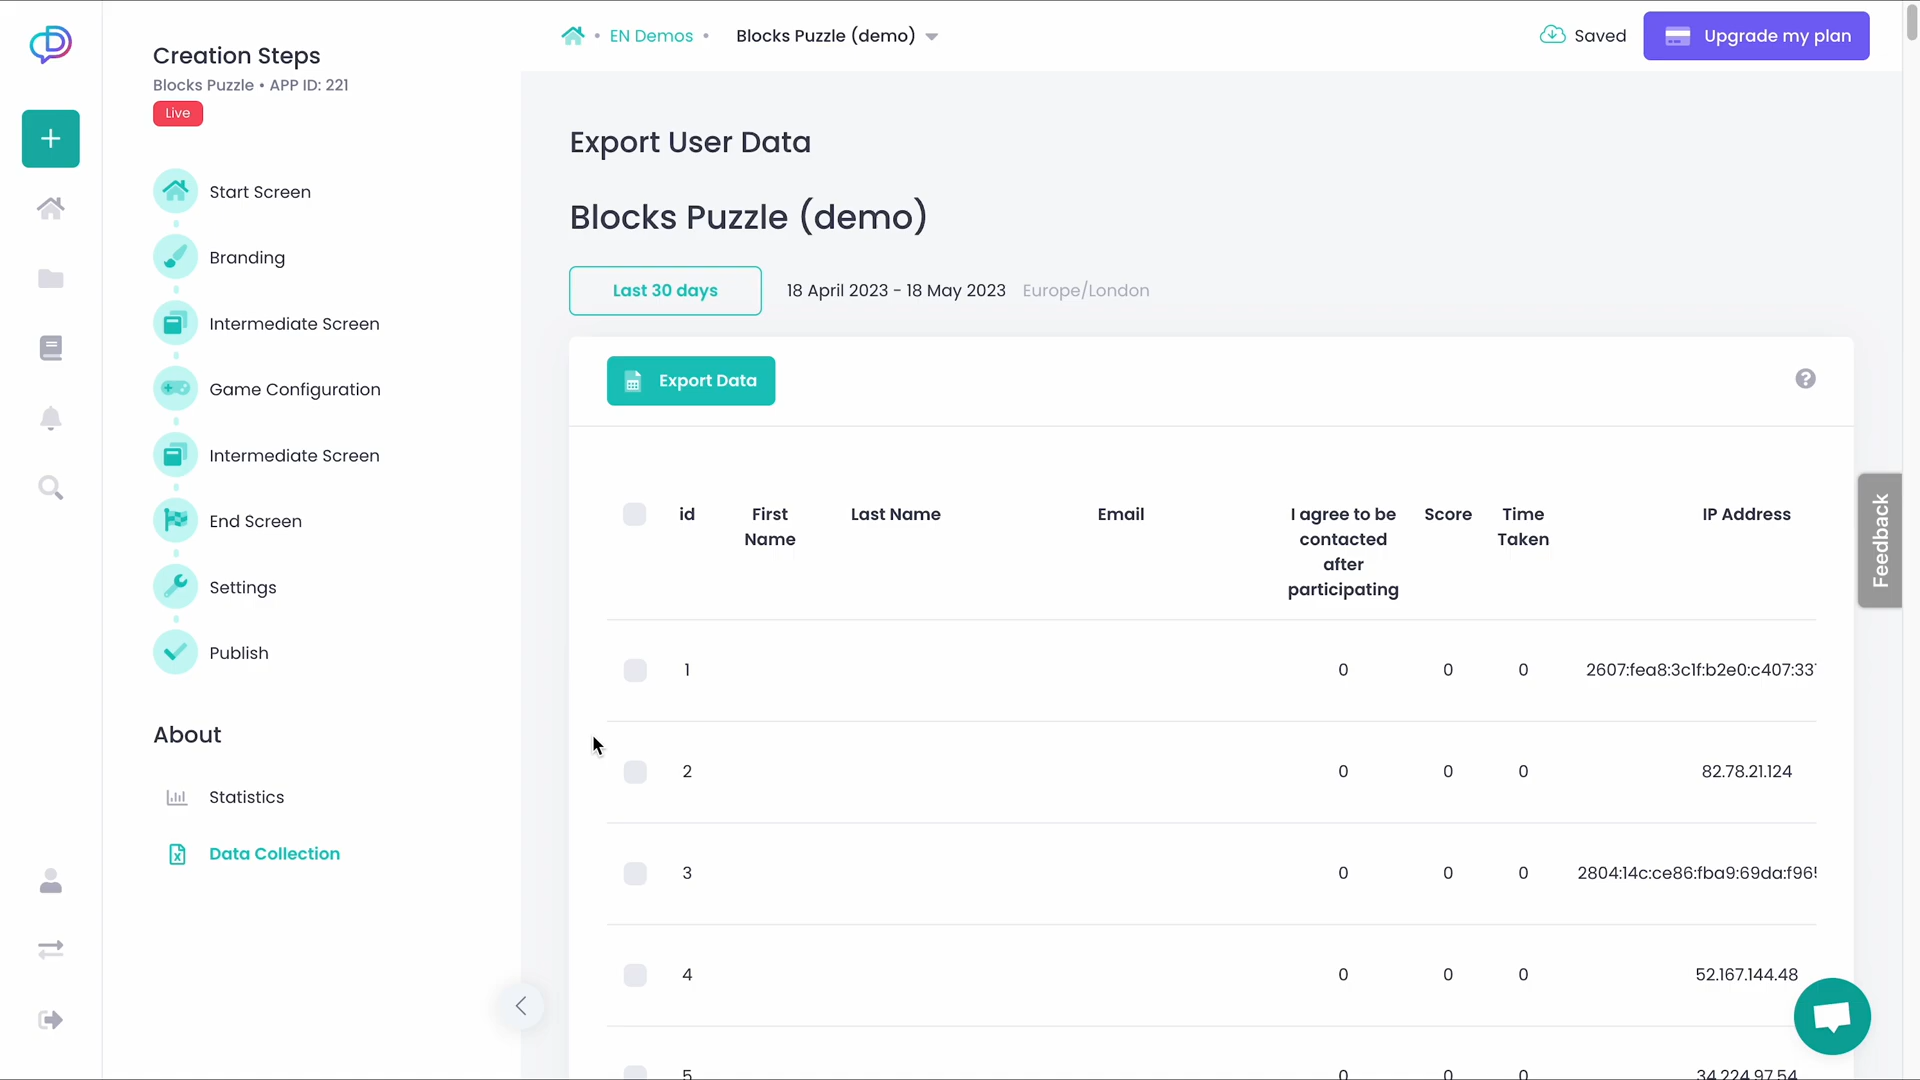 Creation Steps
Blocks Puzzle • APP ID: 221
Live
Start Screen
Branding
Intermediate Screen
Game Configuration
Intermediate Screen
End Screen
Settings
Publish
About
Statistics
Data Collection
• EN Demos • Blocks Puzzle (demo)
Saved
Upgrade my plan
Export User Data
Blocks Puzzle (demo)
Last 30 days 18 April 2023 - 18 May 2023 Europe/London
Export Data
id First Name Last Name Email I agree to be contacted after participating Score Time Taken IP Address
1 0 0 0 2607:fea8:3c1f:b2e0:c407:33
2 0 0 0 82.78.21.124
3 0 0 0 2804:14c:ce86:fba9:69da:f96
4 0 0 0 52.167.144.48
5 0 0 0 34.224.97.54
Feedback